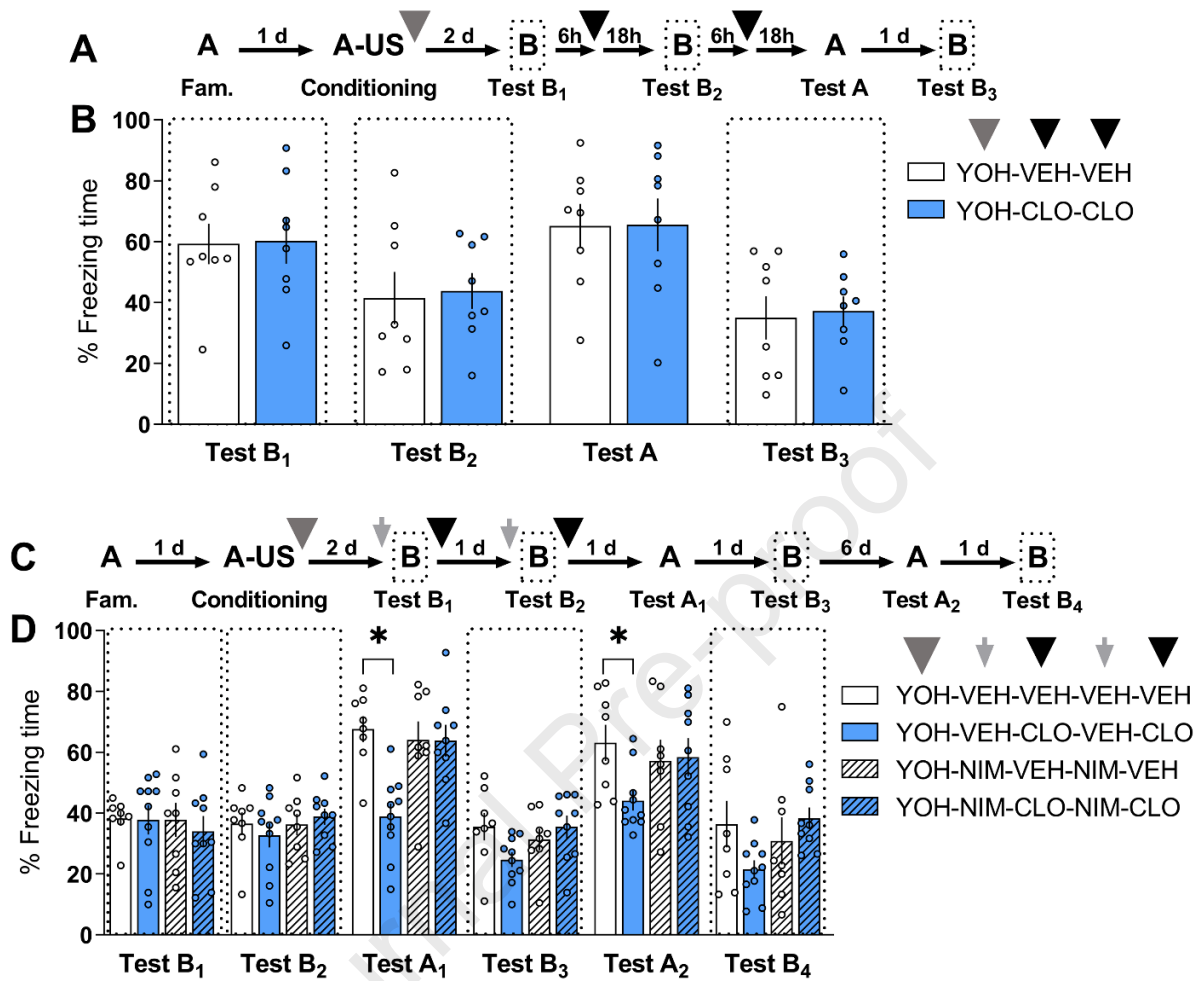 A
A 1 d A-US 2 d B 6h 18h B 6h 18h A 1 d B
Fam. Conditioning Test B1 Test B2 Test A Test B3
B
% Freezing time
100
80
60
40
20
0
Test B1 Test B2 Test A Test B3
YOH-VEH-VEH
YOH-CLO-CLO
C
A 1 d A-US 2 d B 1 d B 1 d A 1 d B 6 d A 1 d B
Fam. Conditioning Test B1 Test B2 Test A1 Test B3 Test A2 Test B4
D
% Freezing time
100
80
60
40
20
0
* *
Test B1 Test B2 Test A1 Test B3 Test A2 Test B4
YOH-VEH-VEH-VEH-VEH
YOH-VEH-CLO-VEH-CLO
YOH-NIM-VEH-NIM-VEH
YOH-NIM-CLO-NIM-CLO
Pre-proof